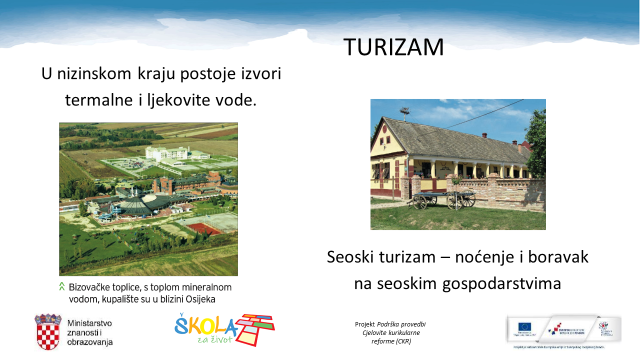 TURIZAM
U nizinskom kraju postoje izvori
termalne i ljekovite vode.
Bizovačke toplice, s toplom mineralnom
vodom, kupalište su u blizini Osijeka
Seoski turizam – noćenje i boravak
na seoskim gospodarstvima
Ministarstvo
znanosti i
obrazovanja
ŠKOLA
za život
Projekt Podrška provedbi
Cjelovite kurikularne
reforme (CKR)